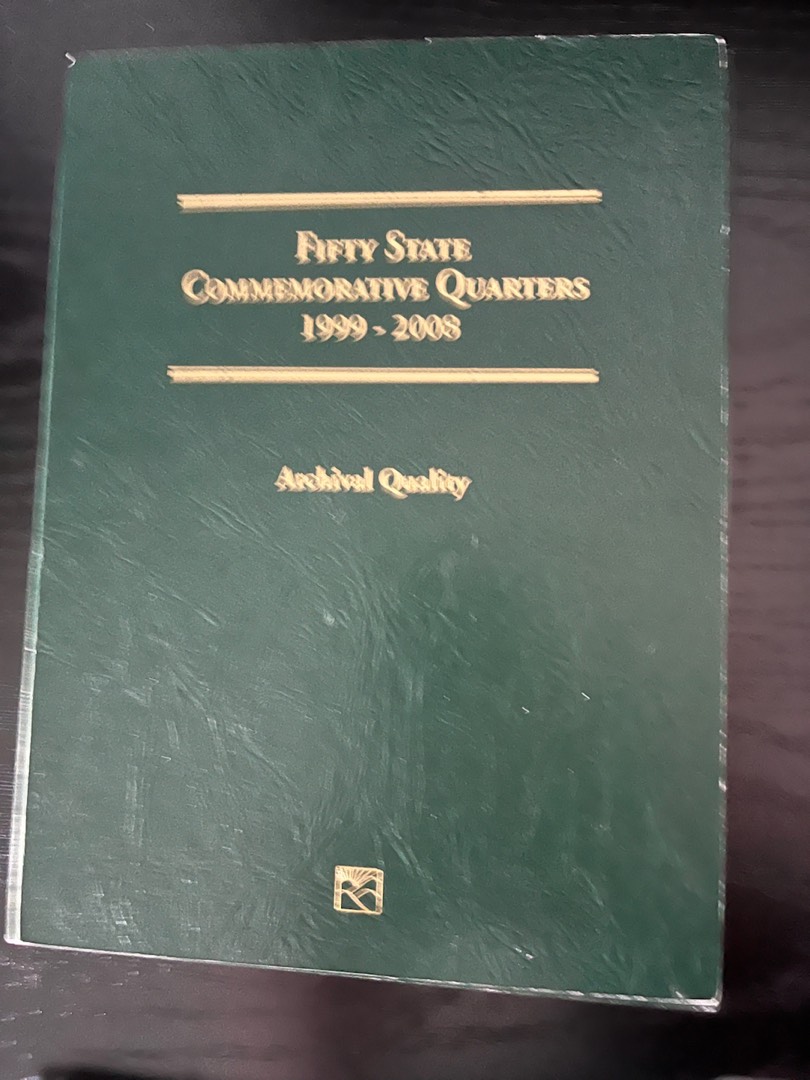 Fifty State
Commemorative Quarters
1999 - 2008
Archival Quality